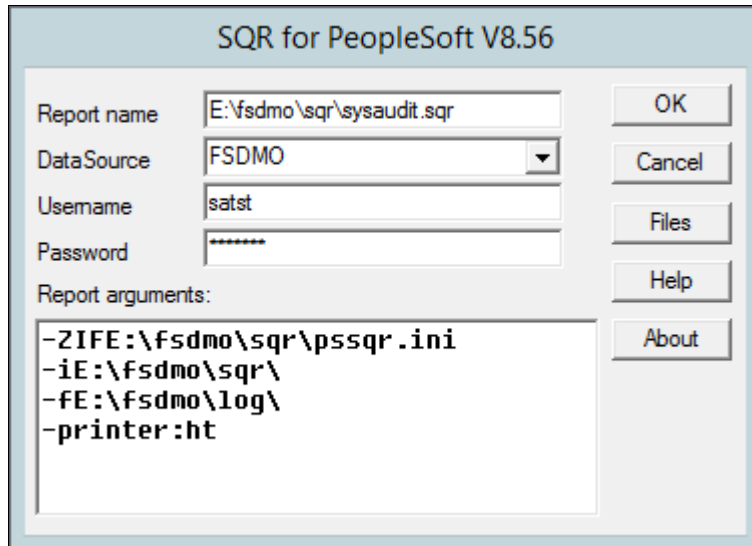 SQR for PeopleSoft V8.56
Report name E:\fsdmo\sqr\sysaudit.sqr OK
DataSource FSDMO Cancel
Username satst
Files
Password *******
Report arguments: Help
-ZIFE:\fsdmo\sqr\pssqr.ini About
-iE:\fsdmo\sqr\
-fE:\fsdmo\log\
-printer:ht